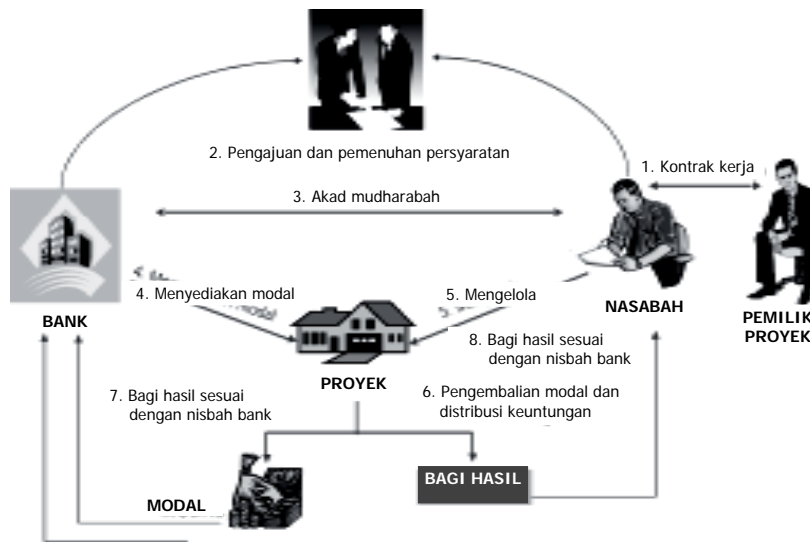 2. Pengajuan dan pemenuhan persyaratan
1. Kontrak kerja
3. Akad mudharabah
4. Menyediakan modal
5. Mengelola
BANK
NASABAH
PEMILIK
PROYEK
PROYEK
8. Bagi hasil sesuai
dengan nisbah bank
7. Bagi hasil sesuai
dengan nisbah bank
6. Pengembalian modal dan
distribusi keuntungan
MODAL
BAGI HASIL